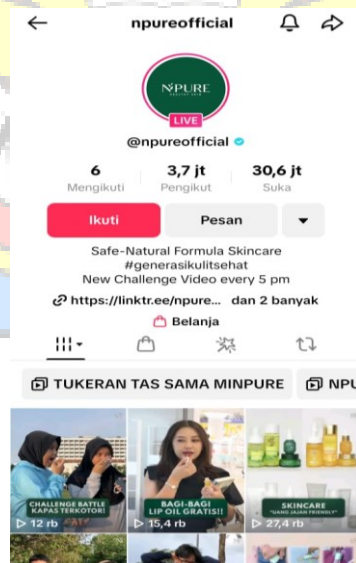 npureofficial
N'PURE
LIVE
@npureofficial
6 3,7 jt 30,6 jt
Mengikuti Pengikut Suka
Ikuti Pesan
Safe-Natural Formula Skincare
#generasikulitsehat
New Challenge Video every 5 pm
https://linktr.ee/npure... dan 2 banyak
Belanja
TUKERAN TAS SAMA MINPURE NPU
CHALLENGE BATTLE
KAPAS TERKOTOR!
12 rb
BAGI-BAGI
LIP OIL GRATIS!!
15,4 rb
SKINCARE
"UANG JAJAN FRIENDLY"
27,4 rb